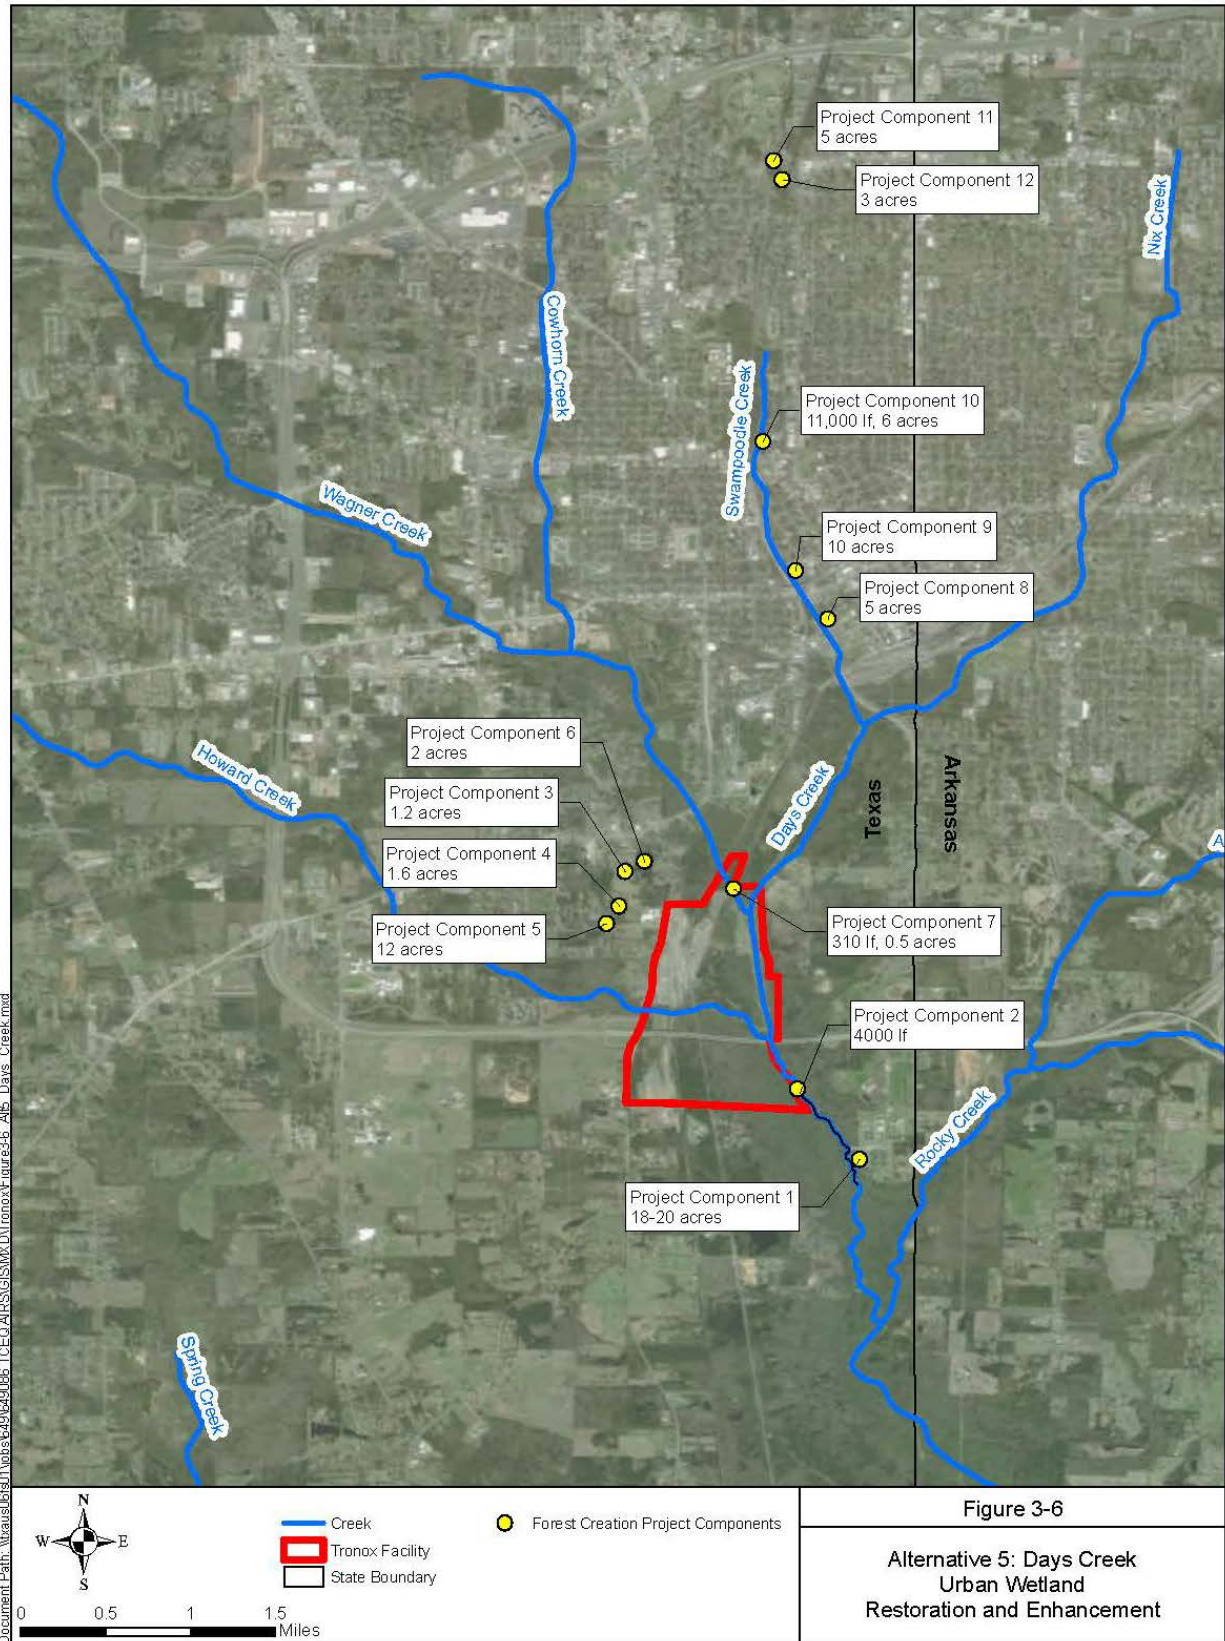 Project Component 11
5 acres
Project Component 12
3 acres
Nix Creek
Cowhorn Creek
Swampoodle Creek
Project Component 10
11,000 lf, 6 acres
Wagner Creek
Project Component 9
10 acres
Project Component 8
5 acres
Project Component 6
2 acres
Howard Creek
Project Component 3
1.2 acres
Days Creek
Texas
Arkansas
A
Project Component 4
1.6 acres
Project Component 5
12 acres
Project Component 7
310 lf, 0.5 acres
Project Component 2
4000 lf
Rocky Creek
Project Component 1
18-20 acres
Spring Creek
N
W
E
S
0 0.5 1 1.5
Miles
Creek
Tronox Facility
State Boundary
Forest Creation Project Components
Figure 3-6
Alternative 5: Days Creek
Urban Wetland
Restoration and Enhancement